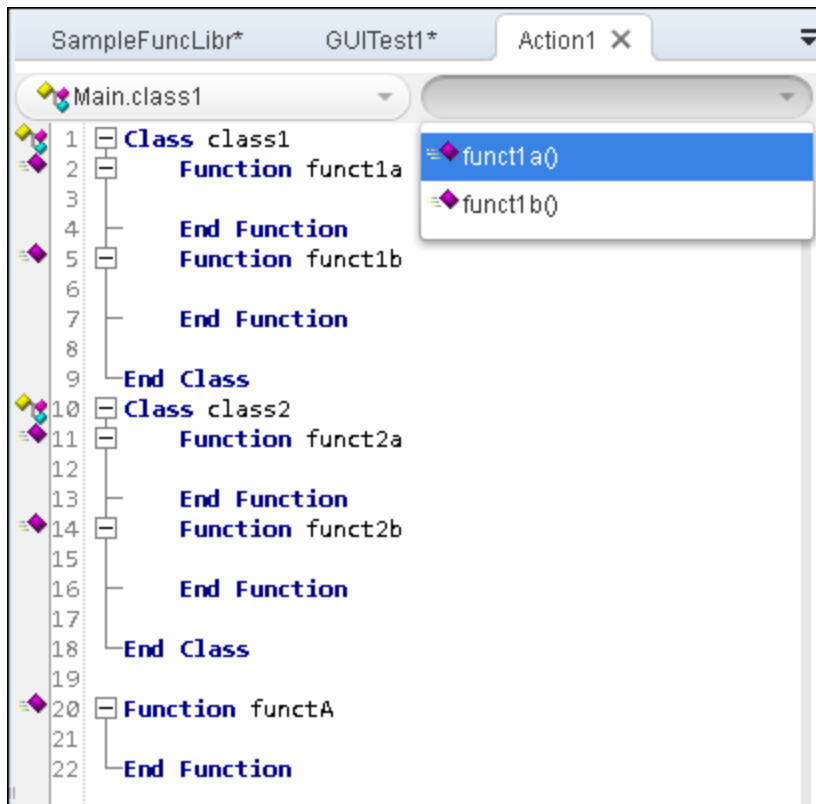 SampleFuncLibr* GUITest1* Action1
Main.class1
1 Class class1
2 Function funct1a funct1a()
3 funct1b()
4 End Function
5 Function funct1b
6
7 End Function
8
9 End Class
10 Class class2
11 Function funct2a
12
13 End Function
14 Function funct2b
15
16 End Function
17
18 End Class
19
20 Function functA
21
22 End Function